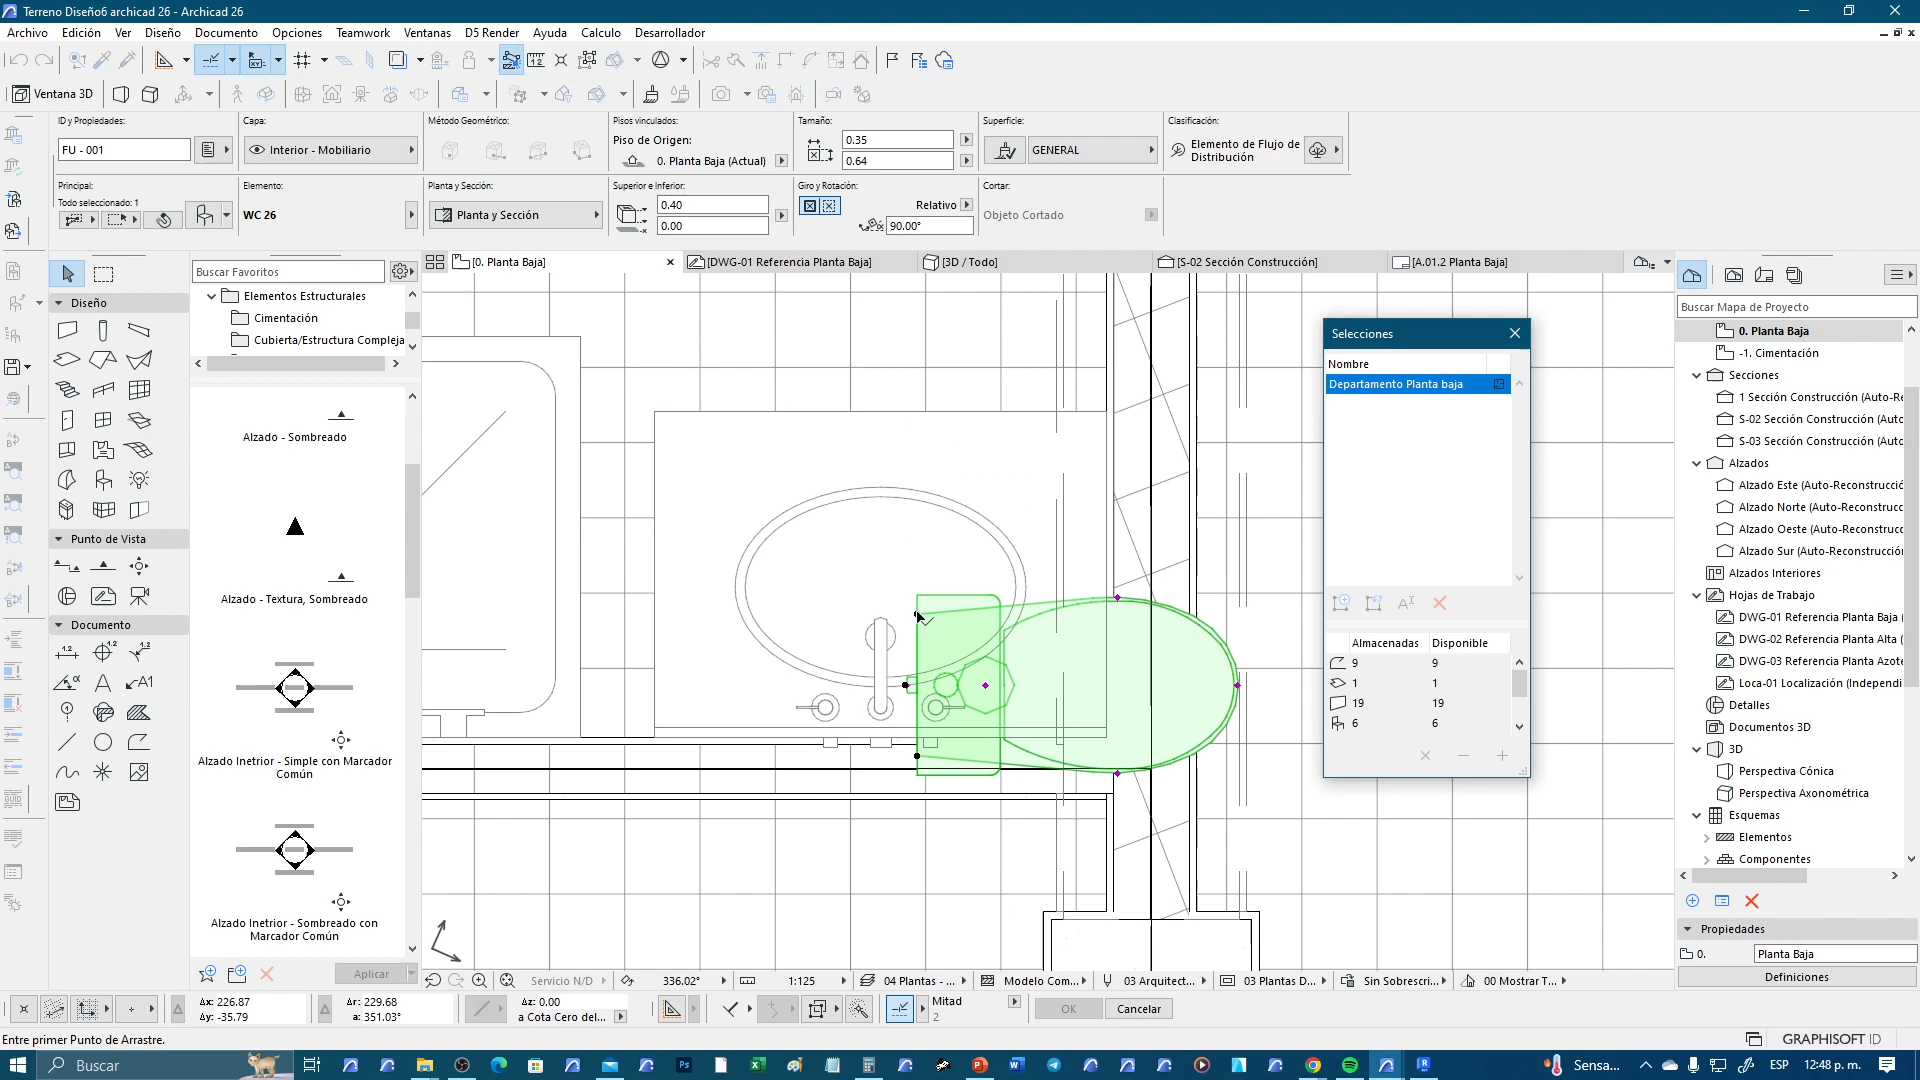 Terreno Diseño6 archicad 26 - Archicad 26
Archivo Edición Ver Diseño Documento Opciones Teamwork Ventanas D5 Render Ayuda Calculo Desarrollador
Ventana 3D
ID y Propiedades: Capa: Método Geométrico: Pisos vinculados: Tamaño: Superficie: Clasificación:
FU - 001 Interior - Mobiliario Piso de Origen: 0.35 GENERAL Elemento de Flujo de Distribución
0. Planta Baja (Actual) 0.64
Principal: Elemento: Planta y Sección: Superior e Inferior: Giro y Rotación: Cortar:
Todo seleccionado: 1 WC 26 Planta y Sección 0.40 Relativo Objeto Cortado
0.00 90.00°
[0. Planta Baja] [DWG-01 Referencia Planta Baja] [3D / Todo] [S-02 Sección Construcción] [A.01.2 Planta Baja]
Buscar Favoritos
Elementos Estructurales
Cimentación
Cubierta/Estructura Compleja
Diseño
Punto de Vista
Documento
Alzado - Sombreado
Alzado - Textura, Sombreado
Alzado Inetrior - Simple con Marcador
Común
Alzado Inetrior - Sombreado con
Marcador Común
Aplicar
Selecciones
Nombre
Departamento Planta baja
Almacenadas Disponible
9 9
1 1
19 19
6 6
Buscar Mapa de Proyecto
0. Planta Baja
-1. Cimentación
Secciones
1 Sección Construcción (Auto-Re
S-02 Sección Construcción (Auto
S-03 Sección Construcción (Auto
Alzados
Alzado Este (Auto-Reconstrucció
Alzado Norte (Auto-Reconstrucc
Alzado Oeste (Auto-Reconstrucc
Alzado Sur (Auto-Reconstrucción
Alzados Interiores
Hojas de Trabajo
DWG-01 Referencia Planta Baja (
DWG-02 Referencia Planta Alta (
DWG-03 Referencia Planta Azote
Loca-01 Localización (Independi
Detalles
Documentos 3D
3D
Perspectiva Cónica
Perspectiva Axonométrica
Esquemas
Elementos
Componentes
Propiedades
0. Planta Baja
Definiciones
Servicio N/D 336.02° 1:125 04 Plantas - ... Modelo Com... 03 Arquitect... 03 Plantas D... Sin Sobrescri... 00 Mostrar T...
Δx: 226.87 Δr: 229.68 Δz: 0.00 Mitad OK Cancelar
Δy: -35.79 a: 351.03° a Cota Cero del... 2
Entre primer Punto de Arrastre. GRAPHISOFT ID
Buscar Sensa... ESP 12:48 p. m.